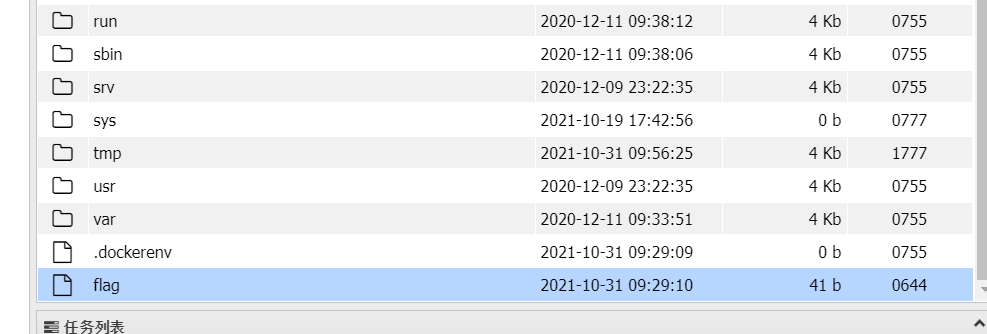 run 2020-12-11 09:38:12 4 Kb 0755
sbin 2020-12-11 09:38:06 4 Kb 0755
srv 2020-12-09 23:22:35 4 Kb 0755
sys 2021-10-19 17:42:56 0 b 0777
tmp 2021-10-31 09:56:25 4 Kb 1777
usr 2020-12-09 23:22:35 4 Kb 0755
var 2020-12-11 09:33:51 4 Kb 0755
.dockerenv 2021-10-31 09:29:09 0 b 0755
flag 2021-10-31 09:29:10 41 b 0644
任务列表